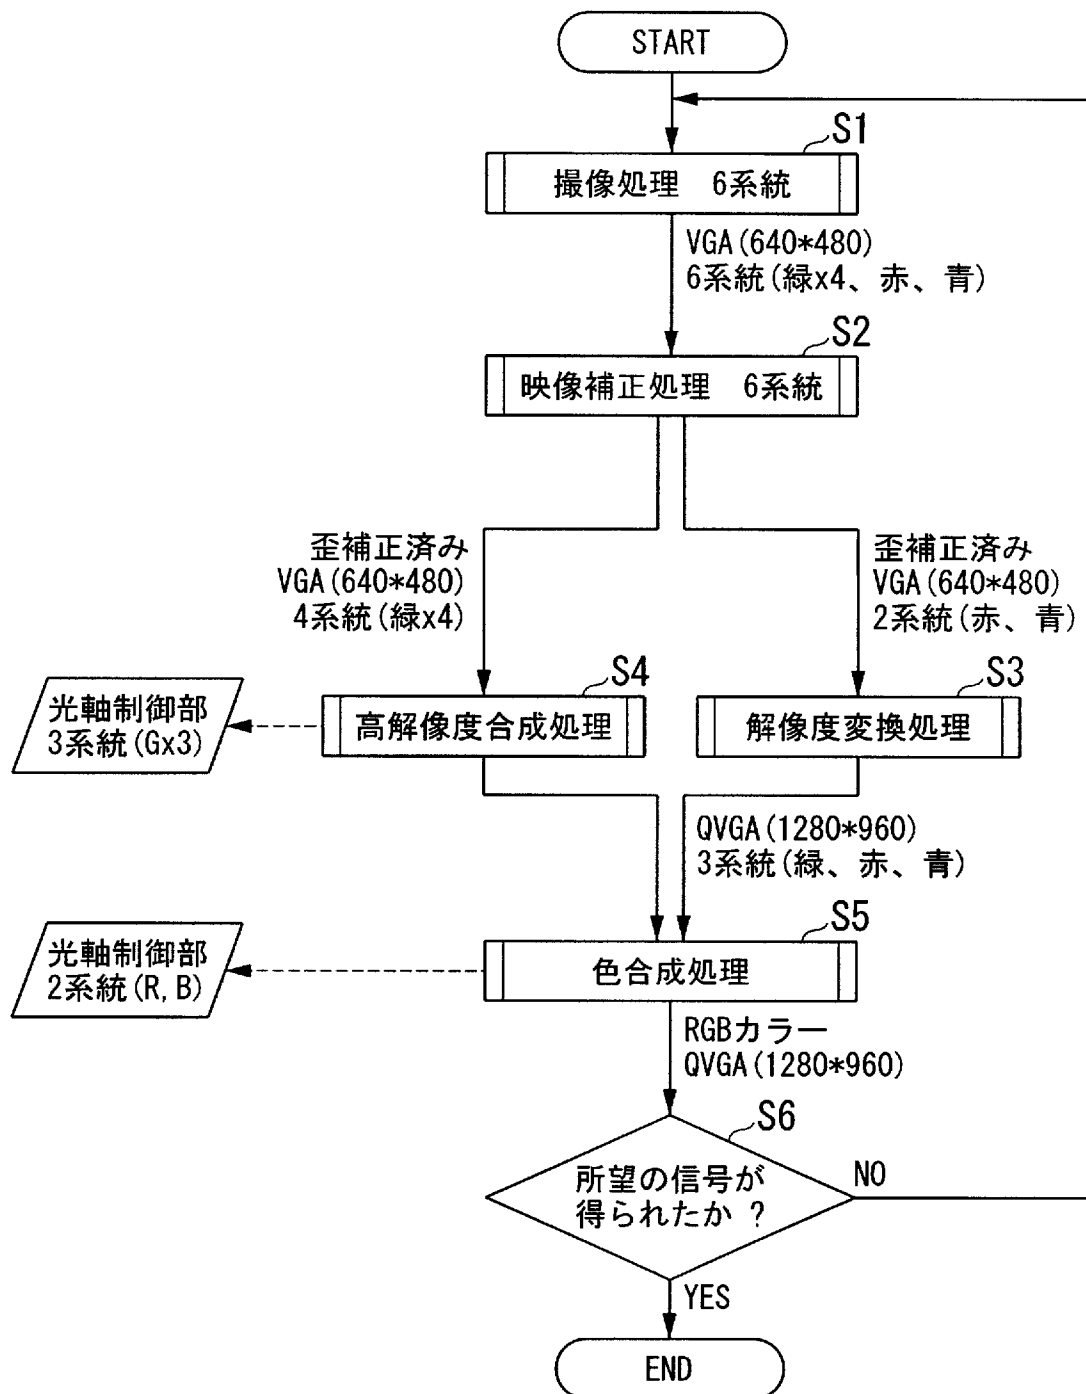 START
S1
撮像処理　6系統
VGA(640*480)
6系統(緑x4、赤、青)
S2
映像補正処理　6系統
歪補正済み
VGA(640*480)
4系統(緑x4)
歪補正済み
VGA(640*480)
2系統(赤、青)
S4
高解像度合成処理
S3
解像度変換処理
光軸制御部
3系統(Gx3)
QVGA(1280*960)
3系統(緑、赤、青)
S5
色合成処理
光軸制御部
2系統(R,B)
RGBカラー
QVGA(1280*960)
S6
所望の信号が
得られたか ?
NO
YES
END